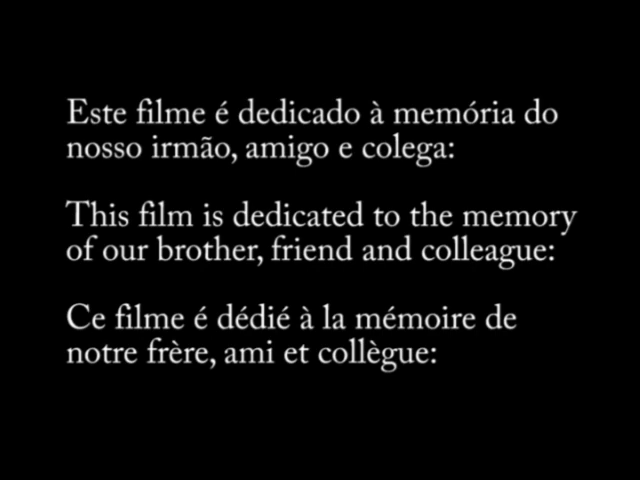 Este filme é dedicado à memória do
nosso irmão, amigo e colega:
This film is dedicated to the memory
of our brother, friend and colleague:
Ce filme é dédié à la mémoire de
notre frère, ami et collègue: